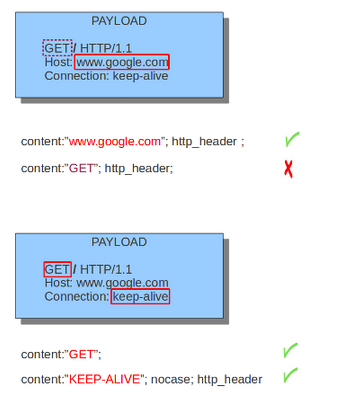 PAYLOAD
GET / HTTP/1.1
Host: www.google.com
Connection: keep-alive
content:"www.google.com"; http_header ;
content:"GET"; http_header;
PAYLOAD
GET / HTTP/1.1
Host: www.google.com
Connection: keep-alive
content:"GET";
content:"KEEP-ALIVE"; nocase; http_header